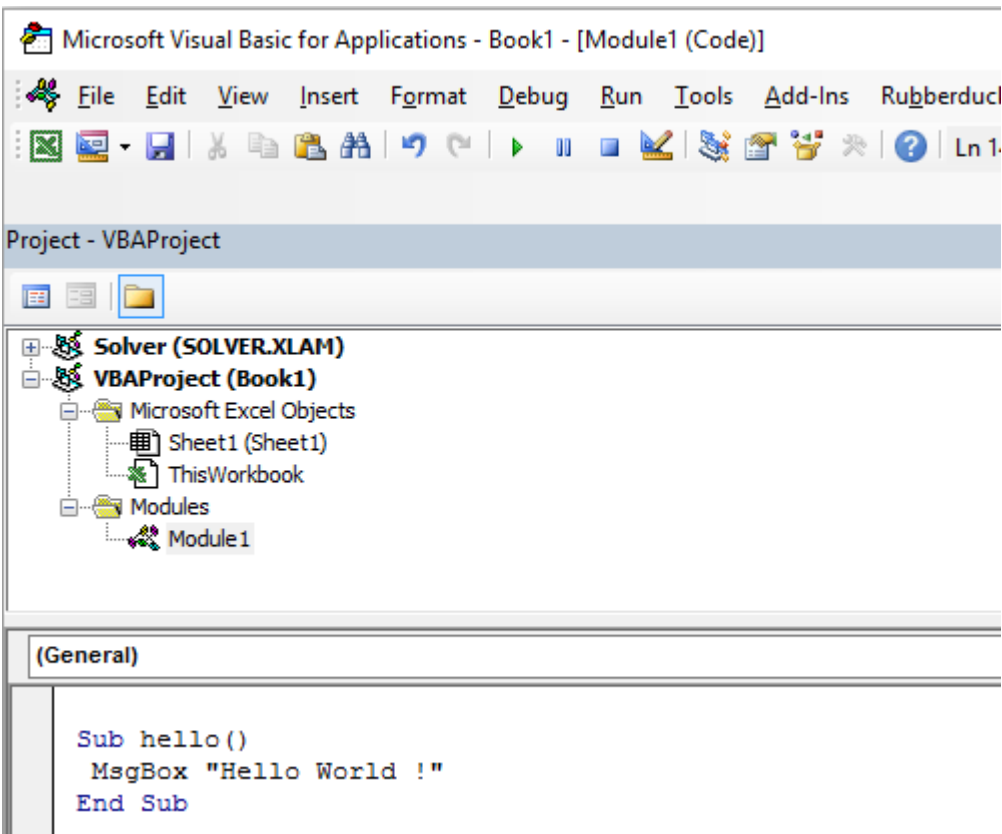 Microsoft Visual Basic for Applications - Book1 - [Module1 (Code)]
File Edit View Insert Format Debug Run Tools Add-Ins
Ln
Project - VBAProject
Solver (SOLVER.XLAM)
VBAProject (Book1)
Microsoft Excel Objects
Sheet1 (Sheet1)
ThisWorkbook
Modules
Module1
(General)
Sub hello()
MsgBox "Hello World !"
End Sub